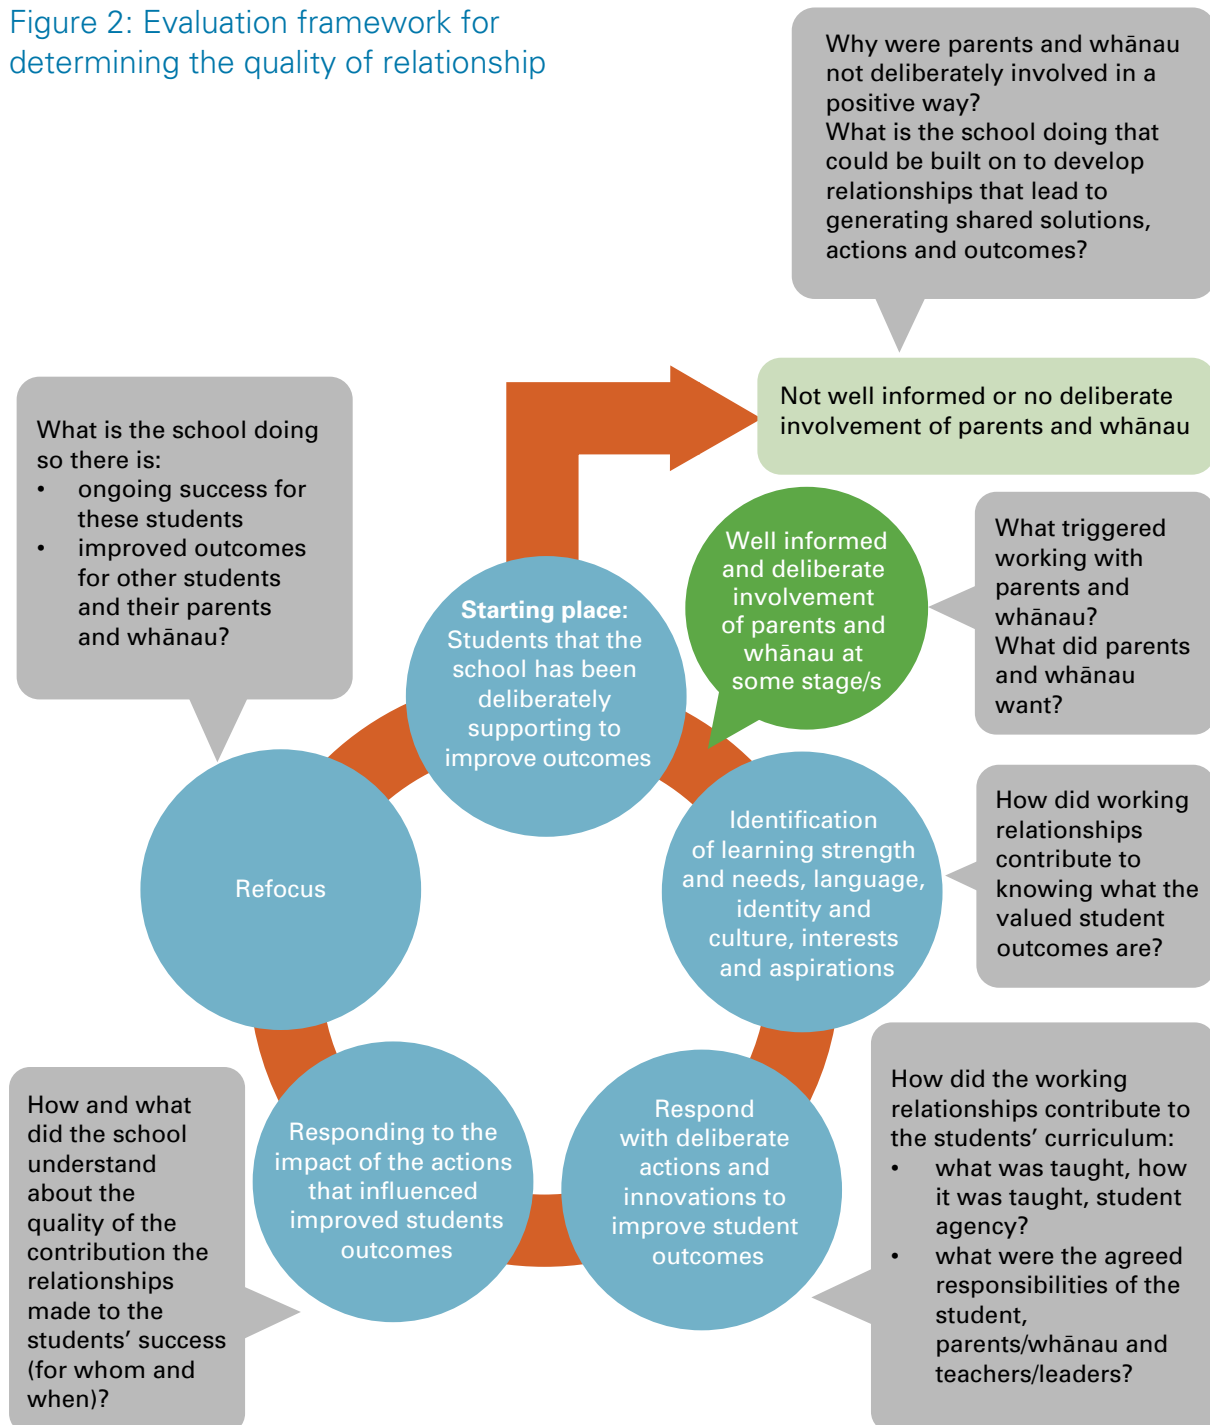 Figure 2: Evaluation framework for
determining the quality of relationship
Why were parents and whānau
not deliberately involved in a
positive way?
What is the school doing that
could be built on to develop
relationships that lead to
generating shared solutions,
actions and outcomes?
Not well informed or no deliberate
involvement of parents and whānau
What is the school doing
so there is:
• ongoing success for
these students
• improved outcomes
for other students
and their parents
and whānau?
Well informed
and deliberate
involvement
of parents and
whānau at
some stage/s
What triggered
working with
parents and
whānau?
What did parents
and whānau
want?
Starting place:
Students that the
school has been
deliberately
supporting to
improve outcomes
Identification
of learning strength
and needs, language,
identity and
culture, interests
and aspirations
How did working
relationships
contribute to
knowing what the
valued student
outcomes are?
Refocus
Respond
with deliberate
actions and
innovations to
improve student
outcomes
How did the working
relationships contribute to
the students’ curriculum:
• what was taught, how
it was taught, student
agency?
• what were the agreed
responsibilities of the
student,
parents/whānau and
teachers/leaders?
Responding to the
impact of the actions
that influenced
improved students
outcomes
How and what
did the school
understand
about the
quality of the
contribution the
relationships
made to the
students’ success
(for whom and
when)?